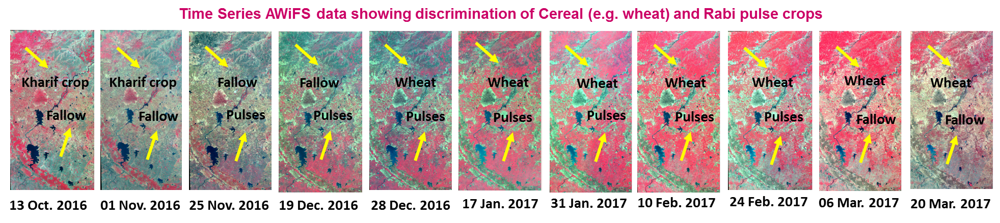 Time Series AWiFS data showing discrimination of Cereal (e.g. wheat) and Rabi pulse crops
Kharif crop
Fallow
13 Oct. 2016
Kharif crop
Fallow
01 Nov. 2016
Fallow
Pulses
25 Nov. 2016
Fallow
Pulses
19 Dec. 2016
Wheat
Pulses
28 Dec. 2016
Wheat
Pulses
17 Jan. 2017
Wheat
Pulses
31 Jan. 2017
Wheat
Pulses
10 Feb. 2017
Wheat
Pulses
24 Feb. 2017
Wheat
Fallow
06 Mar. 2017
Wheat
Fallow
20 Mar. 2017